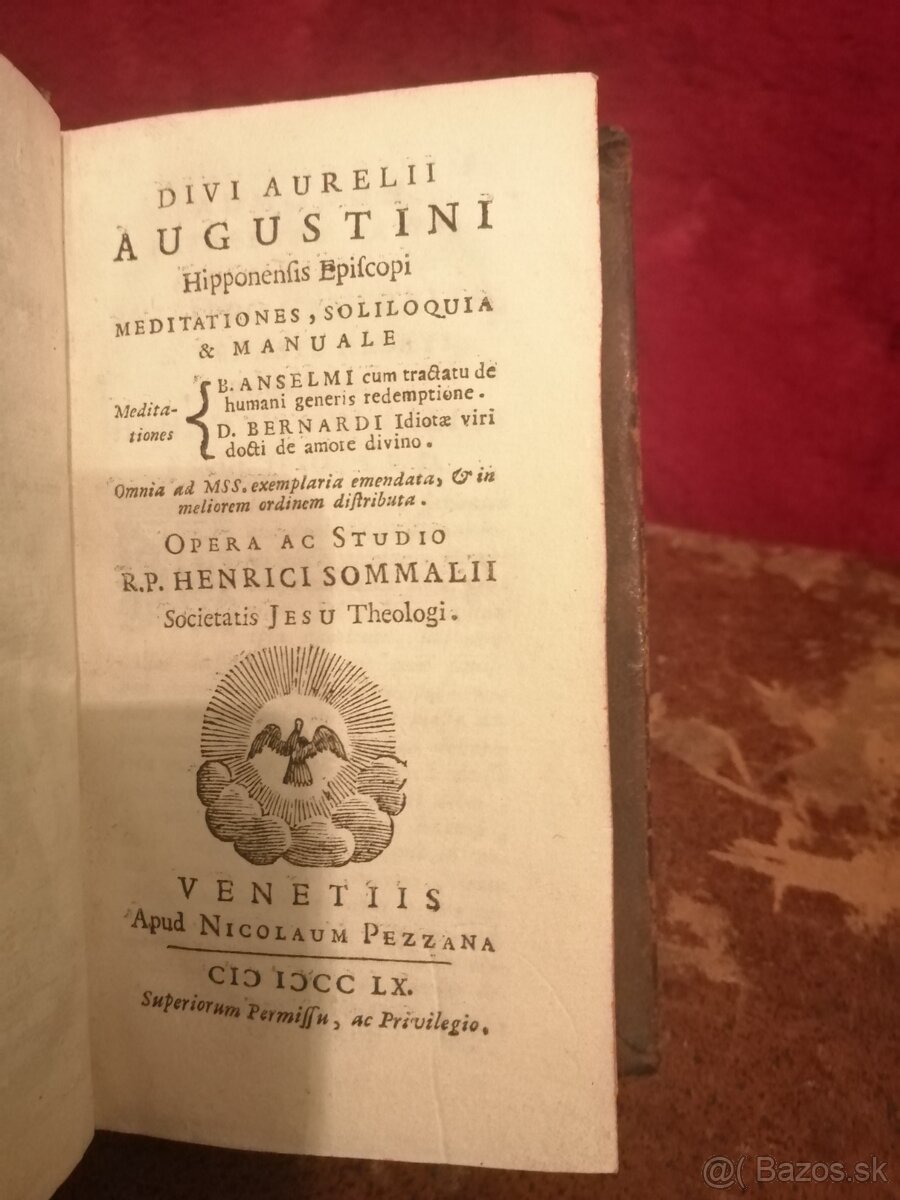 DIVI AURELII
AUGUSTINI
Hipponenſis Epiſcopi
MEDITATIONES, SOLILOQUIA
& MANUALE
Medita-
tiones
B. ANSELMI cum tractatu de
humani generis redemptione.
D. BERNARDI Idiotæ viri
docti de amore divino.
Omnia ad MSS. exemplaria emendata, & in
meliorem ordinem diſtributa.
OPERA AC STUDIO
R.P. HENRICI SOMMALII
Societatis JESU Theologi.
VENETIIS
Apud NICOLAUM PEZZANA
CIↃ IↃCC LX.
Superiorum Permiſſu, ac Privilegio.
@( Bazos.sk